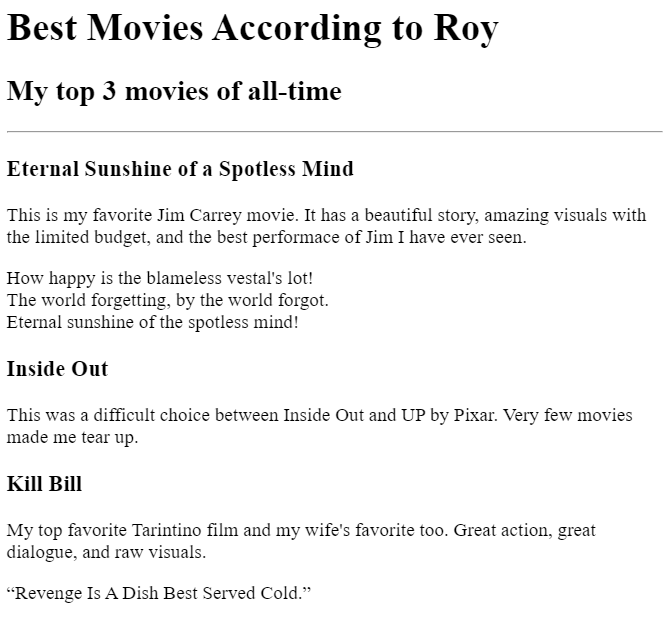 Best Movies According to Roy
My top 3 movies of all-time
Eternal Sunshine of a Spotless Mind
This is my favorite Jim Carrey movie. It has a beautiful story, amazing visuals with
the limited budget, and the best performace of Jim I have ever seen.
How happy is the blameless vestal's lot!
The world forgetting, by the world forgot.
Eternal sunshine of the spotless mind!
Inside Out
This was a difficult choice between Inside Out and UP by Pixar. Very few movies
made me tear up.
Kill Bill
My top favorite Tarintino film and my wife's favorite too. Great action, great
dialogue, and raw visuals.
“Revenge Is A Dish Best Served Cold.”